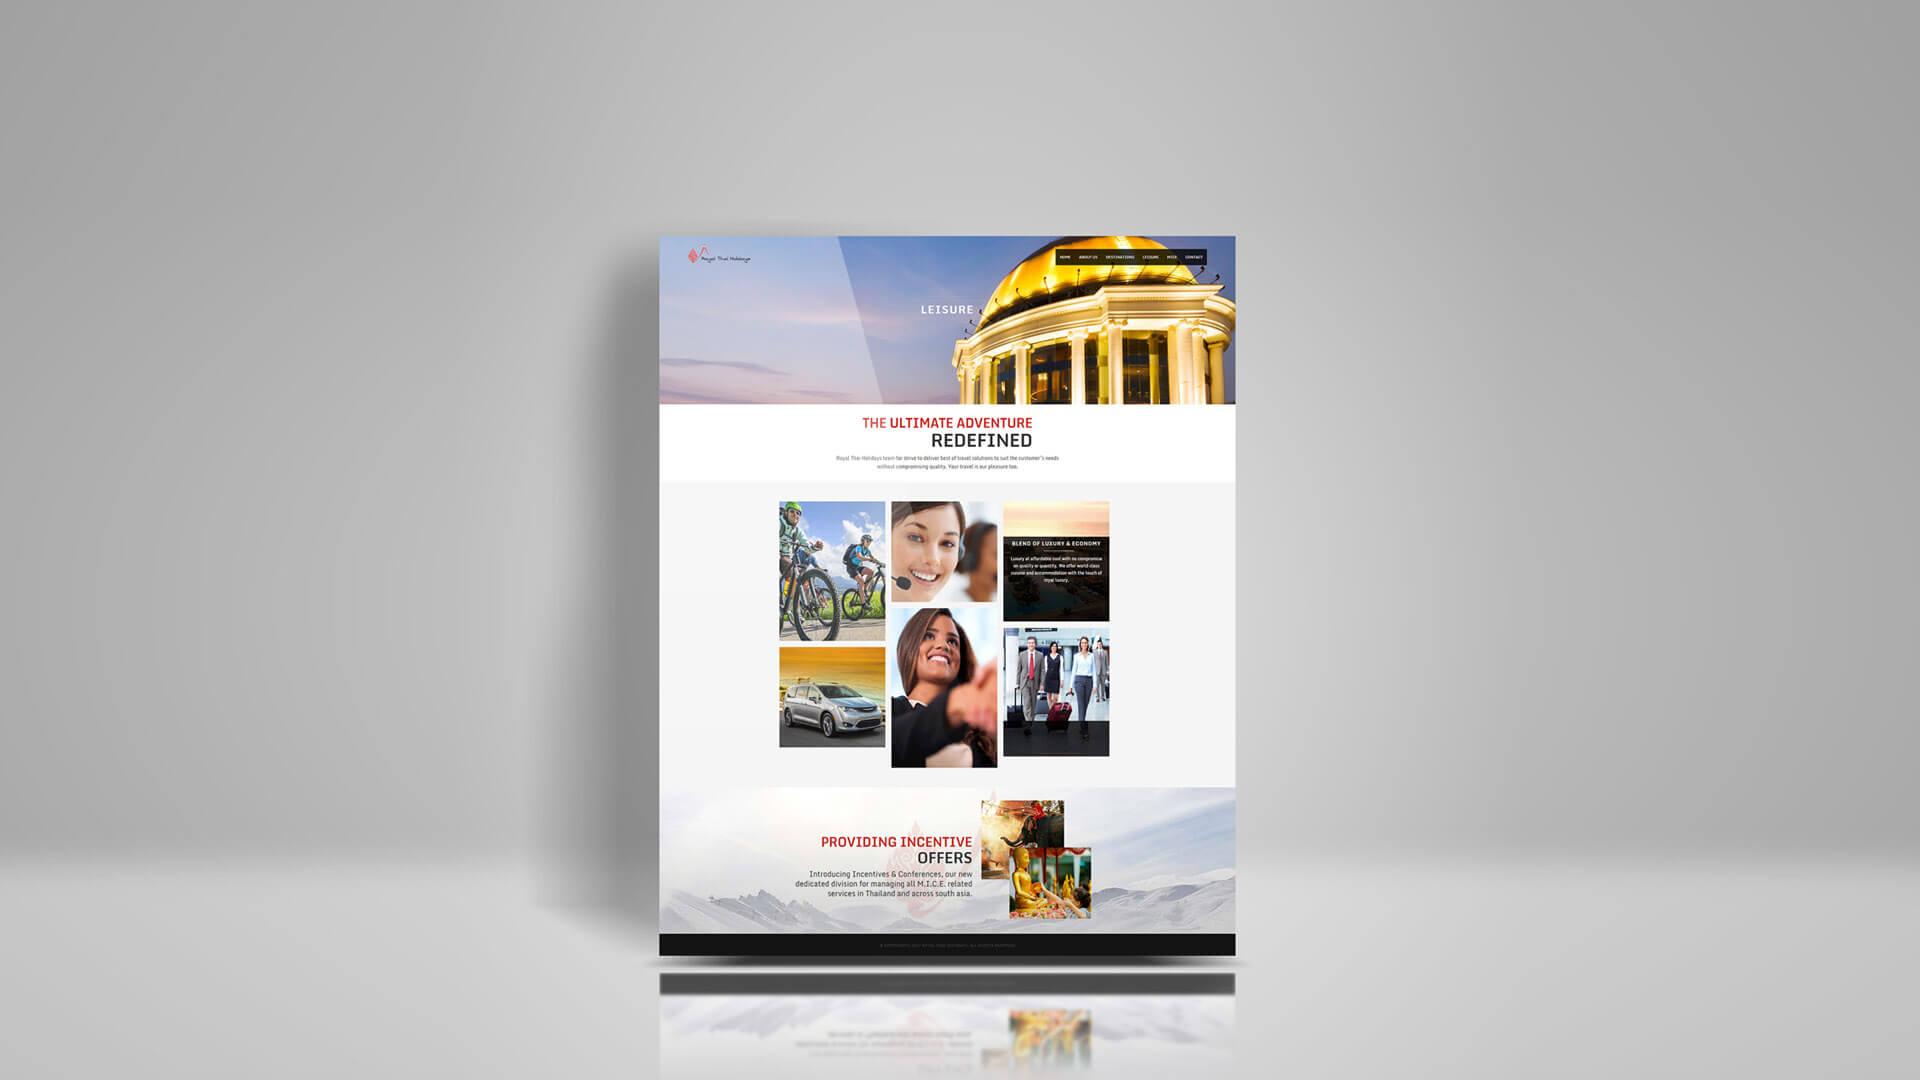 Royal Thai Holidays
HOME ABOUT US DESTINATIONS LEISURE MICE CONTACT
LEISURE
THE ULTIMATE ADVENTURE
REDEFINED
Royal Thai Holidays team for strive to deliver best of travel solutions to suit the customer's needs
without compromising quality. Your travel is our pleasure too.
BLEND OF LUXURY & ECONOMY
Luxury at affordable cost with no compromise
on quality or quantity. We offer world class
cuisine and accommodation with the touch of
royal luxury.
PROVIDING INCENTIVE
OFFERS
Introducing Incentives & Conferences, our new
dedicated division for managing all M.I.C.E. related
services in Thailand and across south asia.